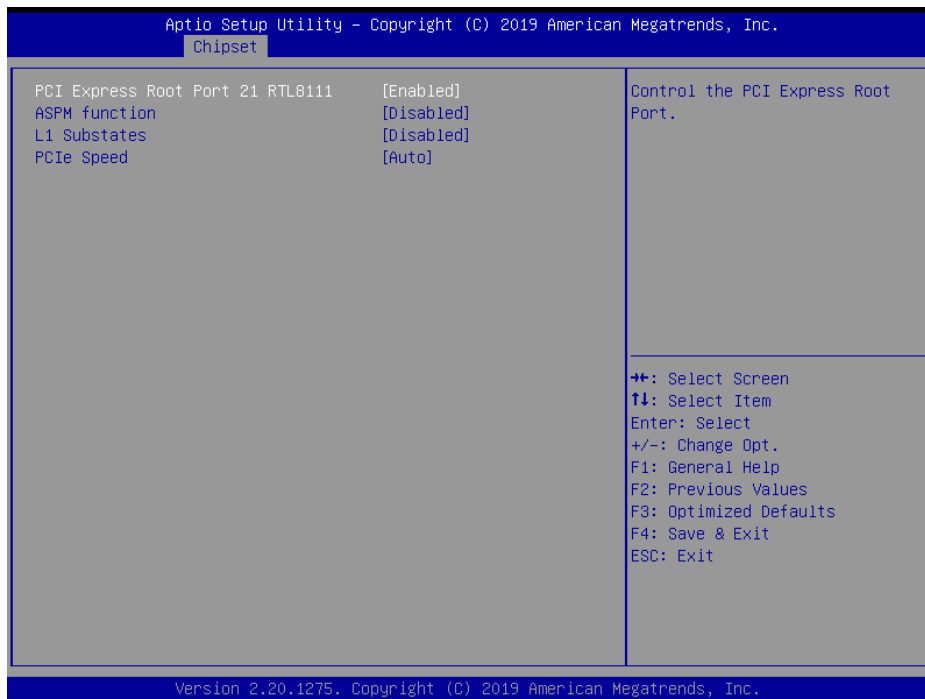 Aptio Setup Utility – Copyright (C) 2019 American Megatrends, Inc.
Chipset
PCI Express Root Port 21 RTL8111 [Enabled]
ASPM function [Disabled]
L1 Substates [Disabled]
PCIe Speed [Auto]
Control the PCI Express Root
Port.
→←: Select Screen
↑↓: Select Item
Enter: Select
+/-: Change Opt.
F1: General Help
F2: Previous Values
F3: Optimized Defaults
F4: Save & Exit
ESC: Exit
Version 2.20.1275. Copyright (C) 2019 American Megatrends, Inc.